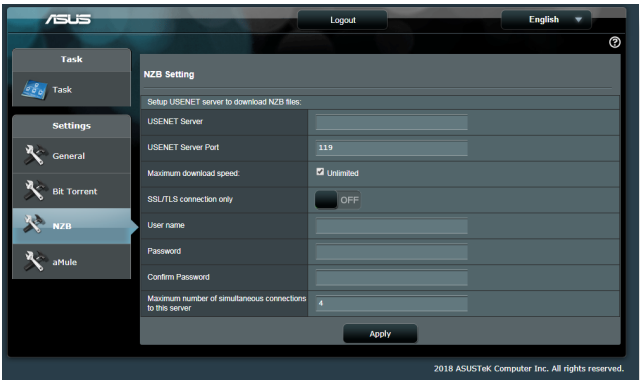 ASUS
Logout
English
Task
Task
Settings
General
Bit Torrent
NZB
aMule
NZB Setting
Setup USENET server to download NZB files:
USENET Server
USENET Server Port
119
Maximum download speed:
Unlimited
SSL/TLS connection only
OFF
User name
Password
Confirm Password
Maximum number of simultaneous connections
to this server
4
Apply
2018 ASUSTeK Computer Inc. All rights reserved.